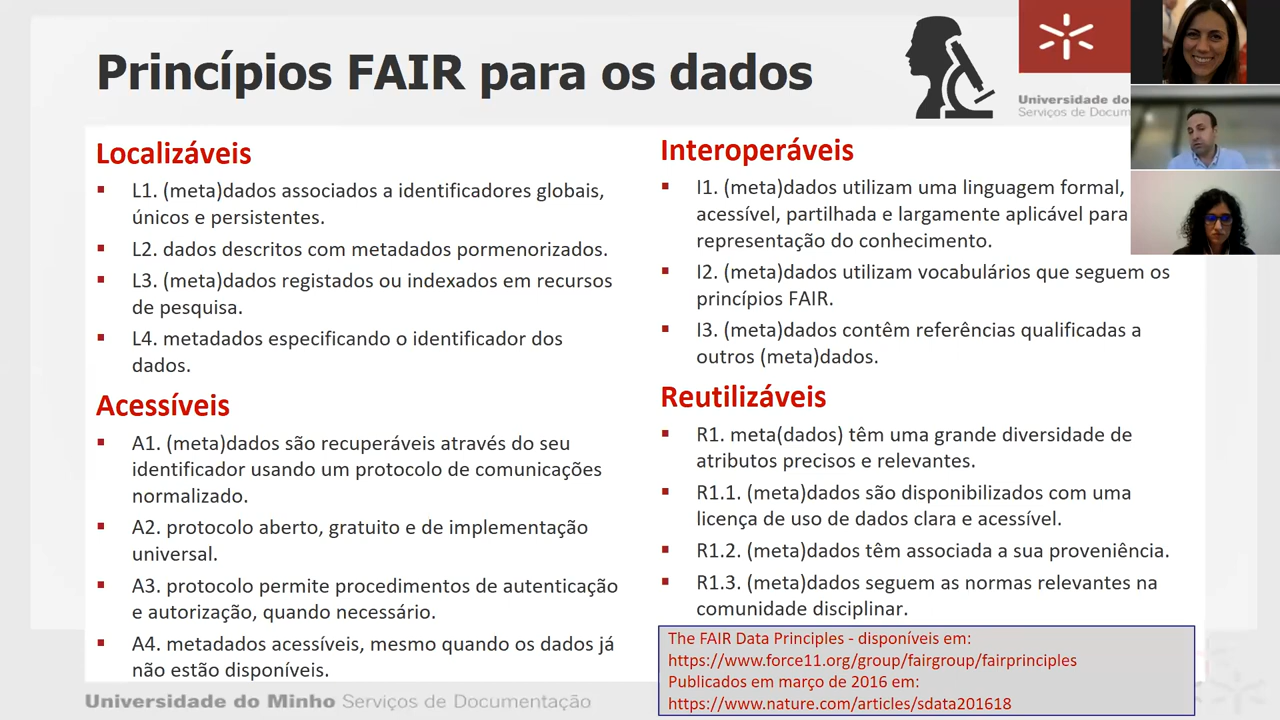 Princípios FAIR para os dados
Universidade do
Serviços de Docum
Localizáveis
L1. (meta)dados associados a identificadores globais,
únicos e persistentes.
L2. dados descritos com metadados pormenorizados.
L3. (meta)dados registados ou indexados em recursos
de pesquisa.
L4. metadados especificando o identificador dos
dados.
Acessíveis
A1. (meta)dados são recuperáveis através do seu
identificador usando um protocolo de comunicações
normalizado.
A2. protocolo aberto, gratuito e de implementação
universal.
A3. protocolo permite procedimentos de autenticação
e autorização, quando necessário.
A4. metadados acessíveis, mesmo quando os dados já
não estão disponíveis.
Interoperáveis
I1. (meta)dados utilizam uma linguagem formal,
acessível, partilhada e largamente aplicável para
representação do conhecimento.
I2. (meta)dados utilizam vocabulários que seguem os
princípios FAIR.
I3. (meta)dados contêm referências qualificadas a
outros (meta)dados.
Reutilizáveis
R1. meta(dados) têm uma grande diversidade de
atributos precisos e relevantes.
R1.1. (meta)dados são disponibilizados com uma
licença de uso de dados clara e acessível.
R1.2. (meta)dados têm associada a sua proveniência.
R1.3. (meta)dados seguem as normas relevantes na
comunidade disciplinar.
The FAIR Data Principles - disponíveis em:
https://www.force11.org/group/fairgroup/fairprinciples
Publicados em março de 2016 em:
https://www.nature.com/articles/sdata201618
Universidade do Minho Serviços de Documentação